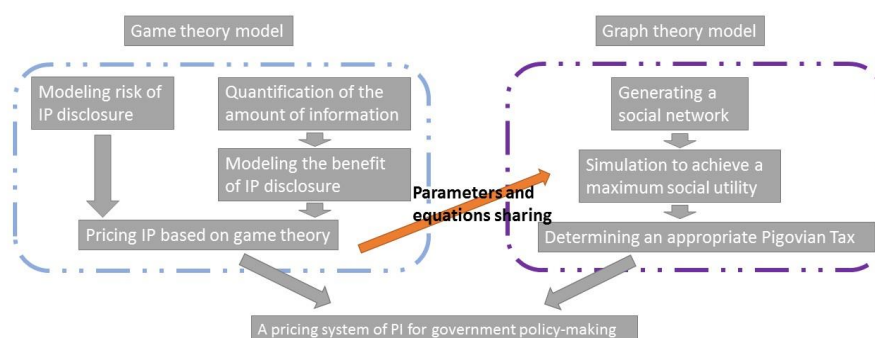 Game theory model
Graph theory model
Modeling risk of
IP disclosure
Quantification of the
amount of information
Modeling the benefit
of IP disclosure
Pricing IP based on game theory
Parameters and
equations sharing
Generating a
social network
Simulation to achieve a
maximum social utility
Determining an appropriate Pigovian Tax
A pricing system of PI for government policy-making